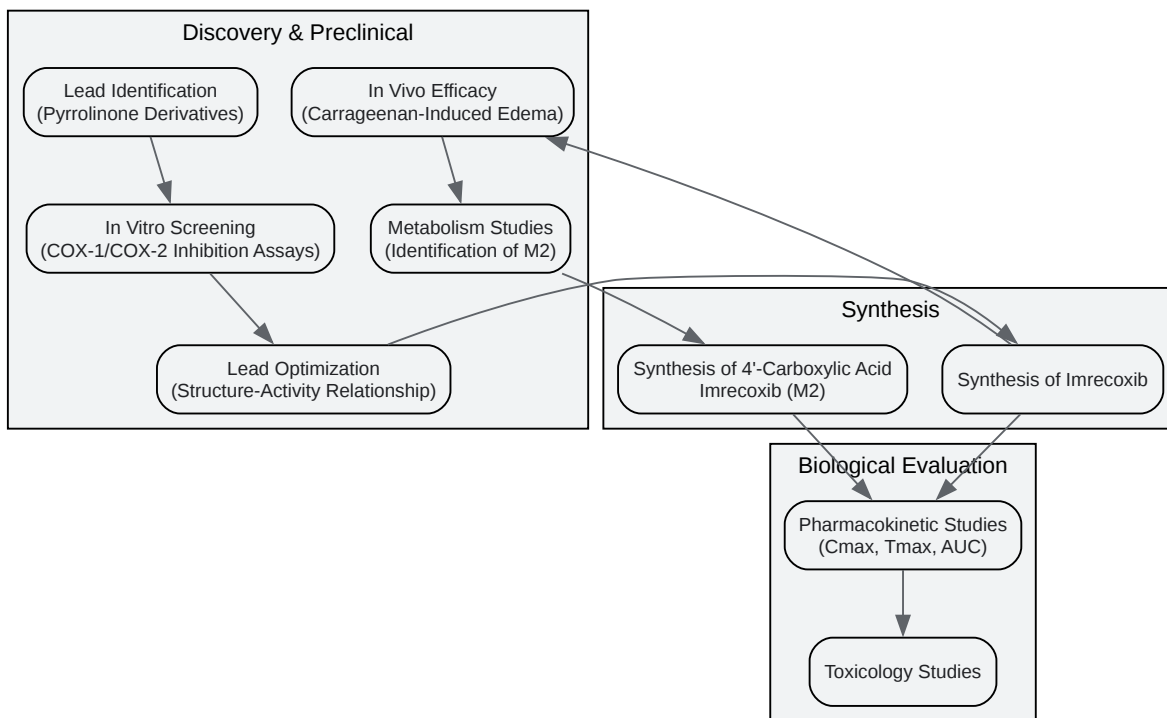 Discovery & Preclinical
Lead Identification
(Pyrrolinone Derivatives)
In Vivo Efficacy
(Carrageenan-Induced Edema)
In Vitro Screening
(COX-1/COX-2 Inhibition Assays)
Metabolism Studies
(Identification of M2)
Lead Optimization
(Structure-Activity Relationship)
Synthesis
Synthesis of 4'-Carboxylic Acid
Imrecoxib (M2)
Synthesis of Imrecoxib
Biological Evaluation
Pharmacokinetic Studies
(Cmax, Tmax, AUC)
Toxicology Studies